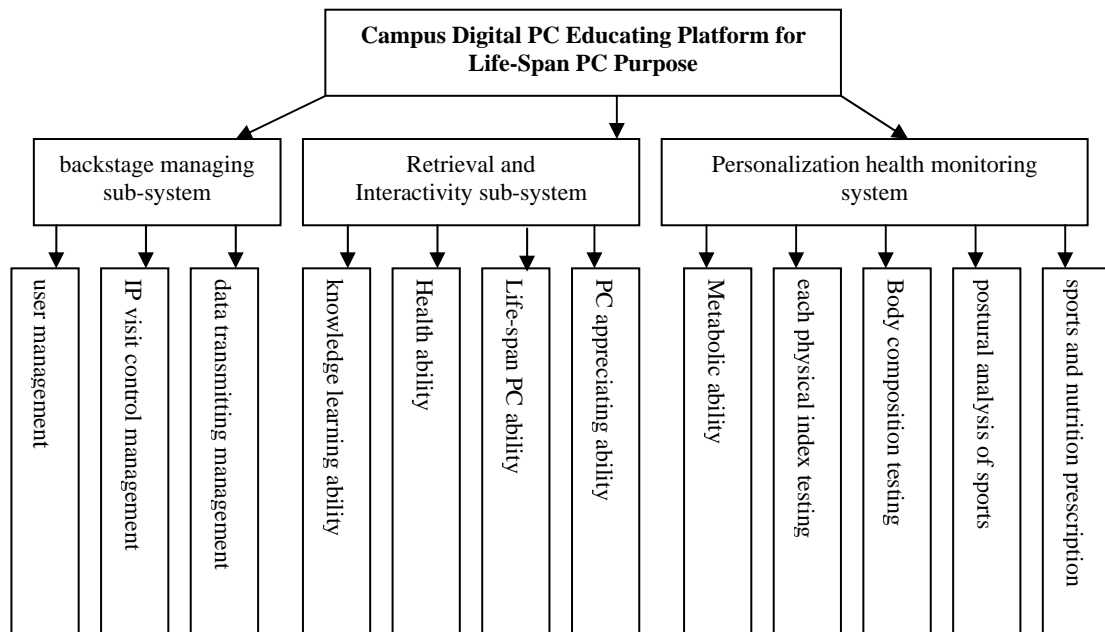 Campus Digital PC Educating Platform for
Life-Span PC Purpose
backstage managing
sub-system
Retrieval and
Interactivity sub-system
Personalization health monitoring
system
user management
IP visit control management
data transmitting management
knowledge learning ability
Health ability
Life-span PC ability
PC appreciating ability
Metabolic ability
each physical index testing
Body composition testing
postural analysis of sports
sports and nutrition prescription